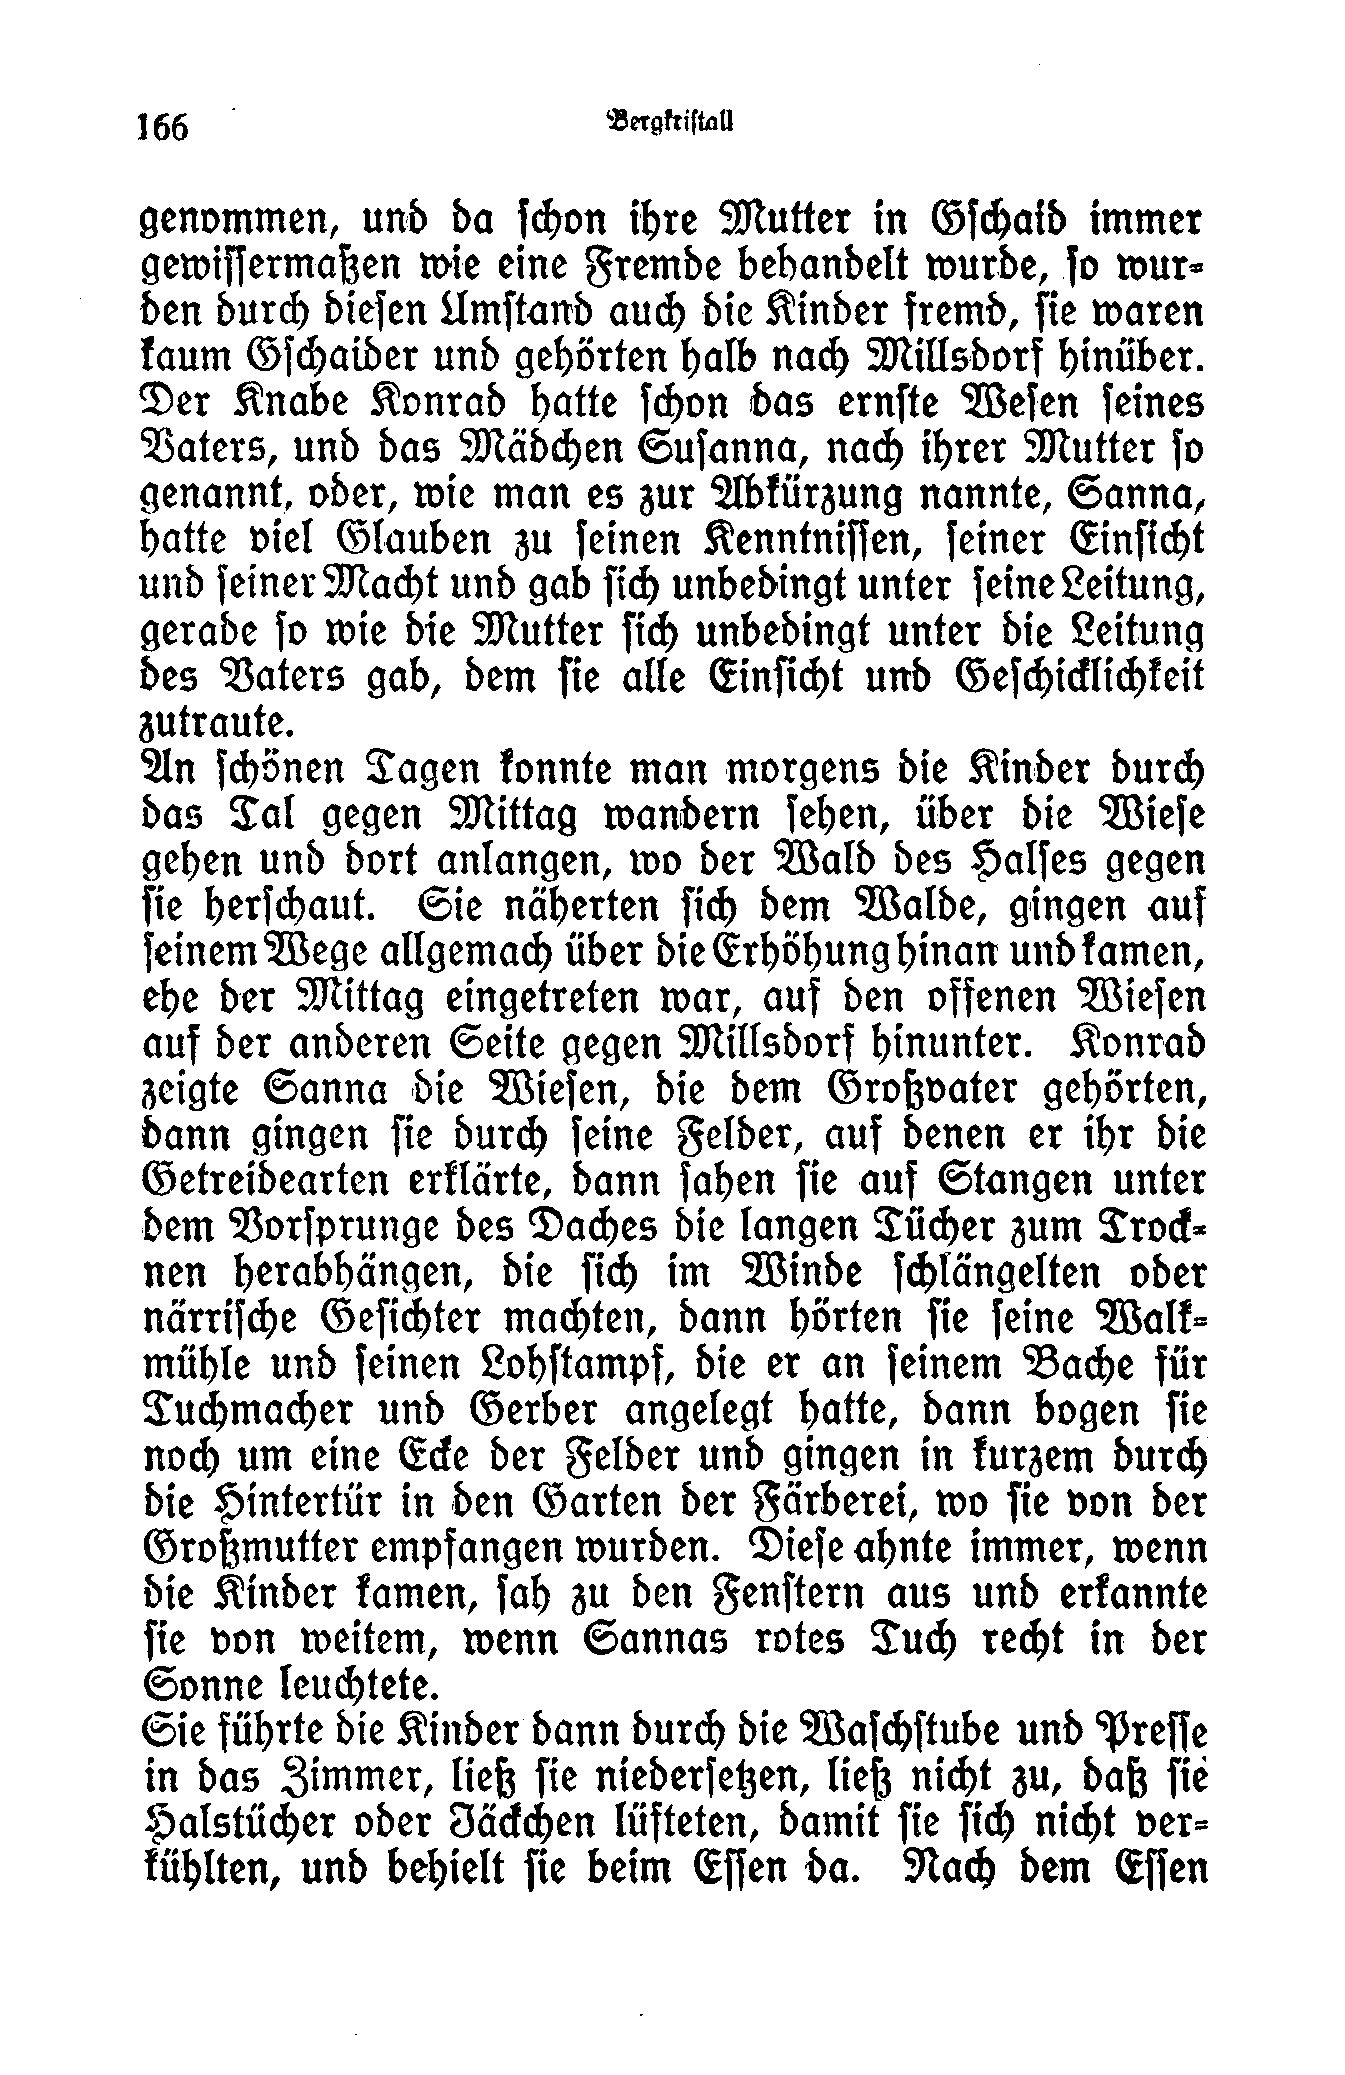 166
Bergkristall
genommen, und da schon ihre Mutter in Gschaid immer
gewissermaßen wie eine Fremde behandelt wurde, so wur-
den durch diesen Umstand auch die Kinder fremd, sie waren
kaum Gschaider und gehörten halb nach Millsdorf hinüber.
Der Knabe Konrad hatte schon das ernste Wesen seines
Vaters, und das Mädchen Susanna, nach ihrer Mutter so
genannt, oder, wie man es zur Abkürzung nannte, Sanna,
hatte viel Glauben zu seinen Kenntnissen, seiner Einsicht
und seiner Macht und gab sich unbedingt unter seine Leitung,
gerade so wie die Mutter sich unbedingt unter die Leitung
des Vaters gab, dem sie alle Einsicht und Geschicklichkeit
zutraute.
An schönen Tagen konnte man morgens die Kinder durch
das Tal gegen Mittag wandern sehen, über die Wiese
gehen und dort anlangen, wo der Wald des Halses gegen
sie herschaut. Sie näherten sich dem Walde, gingen auf
seinem Wege allgemach über die Erhöhung hinan und kamen,
ehe der Mittag eingetreten war, auf den offenen Wiesen
auf der anderen Seite gegen Millsdorf hinunter. Konrad
zeigte Sanna die Wiesen, die dem Großvater gehörten,
dann gingen sie durch seine Felder, auf denen er ihr die
Getreidearten erklärte, dann sahen sie auf Stangen unter
dem Vorsprunge des Daches die langen Tücher zum Trock-
nen herabhängen, die sich im Winde schlängelten oder
närrische Gesichter machten, dann hörten sie seine Walk-
mühle und seinen Lohstampf, die er an seinem Bache für
Tuchmacher und Gerber angelegt hatte, dann bogen sie
noch um eine Ecke der Felder und gingen in kurzem durch
die Hintertür in den Garten der Färberei, wo sie von der
Großmutter empfangen wurden. Diese ahnte immer, wenn
die Kinder kamen, sah zu den Fenstern aus und erkannte
sie von weitem, wenn Sannas rotes Tuch recht in der
Sonne leuchtete.
Sie führte die Kinder dann durch die Waschstube und Presse
in das Zimmer, ließ sie niedersetzen, ließ nicht zu, daß sie
Halstücher oder Jäckchen lüfteten, damit sie sich nicht ver-
kühlten, und behielt sie beim Essen da. Nach dem Essen